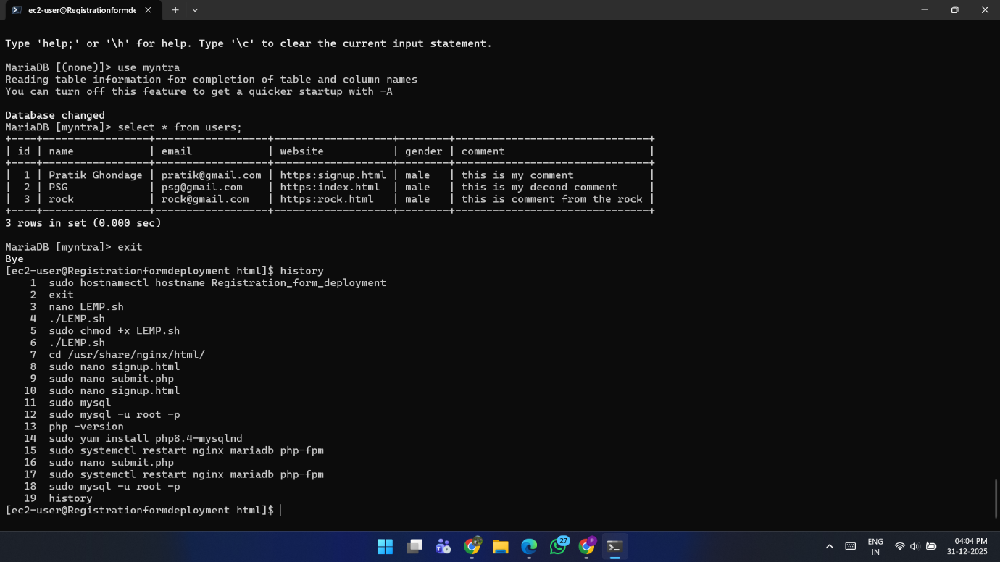 ec2-user@Registrationformde
Type 'help;' or '\h' for help. Type '\c' to clear the current input statement.
MariaDB [(none)]> use myntra
Reading table information for completion of table and column names
You can turn off this feature to get a quicker startup with -A
Database changed
MariaDB [myntra]> select * from users;
+----+-----------------+------------------+-------------------+--------+-------------------------------+
| id | name            | email            | website           | gender | comment                       |
+----+-----------------+------------------+-------------------+--------+-------------------------------+
|  1 | Pratik Ghondage | pratik@gmail.com | https:signup.html | male   | this is my comment            |
|  2 | PSG             | psg@gmail.com    | https:index.html  | male   | this is my decond comment     |
|  3 | rock            | rock@gmail.com   | https:rock.html   | male   | this is comment from the rock |
+----+-----------------+------------------+-------------------+--------+-------------------------------+
3 rows in set (0.000 sec)
MariaDB [myntra]> exit
Bye
[ec2-user@Registrationformdeployment html]$ history
1 sudo hostnamectl hostname Registration_form_deployment
2 exit
3 nano LEMP.sh
4 ./LEMP.sh
5 sudo chmod +x LEMP.sh
6 ./LEMP.sh
7 cd /usr/share/nginx/html/
8 sudo nano signup.html
9 sudo nano submit.php
10 sudo nano signup.html
11 sudo mysql
12 sudo mysql -u root -p
13 php -version
14 sudo yum install php8.4-mysqlnd
15 sudo systemctl restart nginx mariadb php-fpm
16 sudo nano submit.php
17 sudo systemctl restart nginx mariadb php-fpm
18 sudo mysql -u root -p
19 history
[ec2-user@Registrationformdeployment html]$
27
P
ENG
IN
04:04 PM
31-12-2025